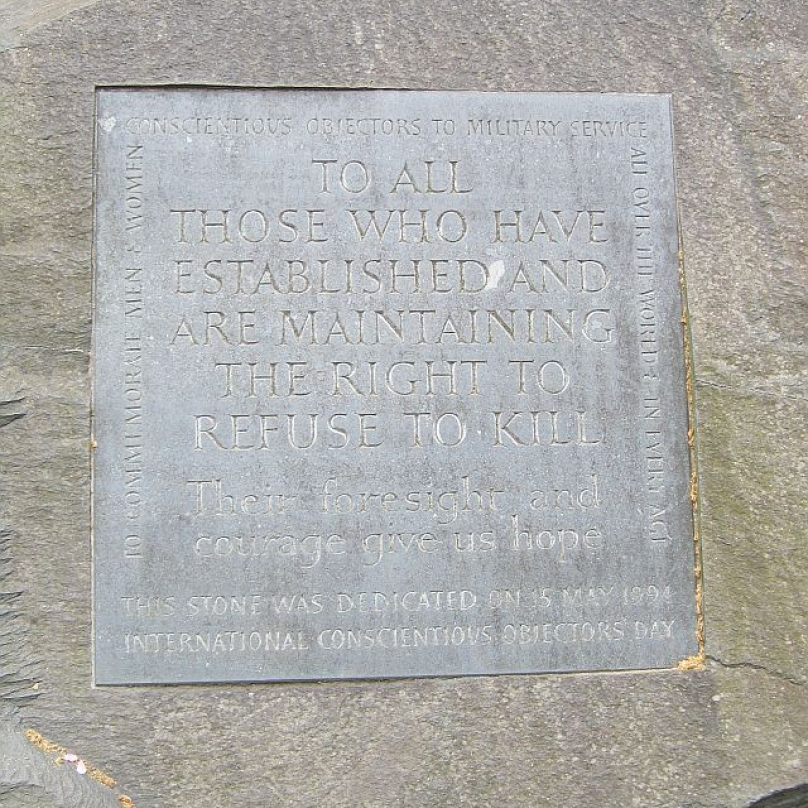 TO COMMEMORATE MEN & WOMEN
CONSCIENTIOUS OBJECTORS TO MILITARY SERVICE
ALL OVER THE WORLD & IN EVERY AGE
TO ALL
THOSE WHO HAVE
ESTABLISHED AND
ARE MAINTAINING
THE RIGHT TO
REFUSE TO KILL
Their foresight and
courage give us hope
THIS STONE WAS DEDICATED ON 15 MAY 1994
INTERNATIONAL CONSCIENTIOUS OBJECTORS' DAY